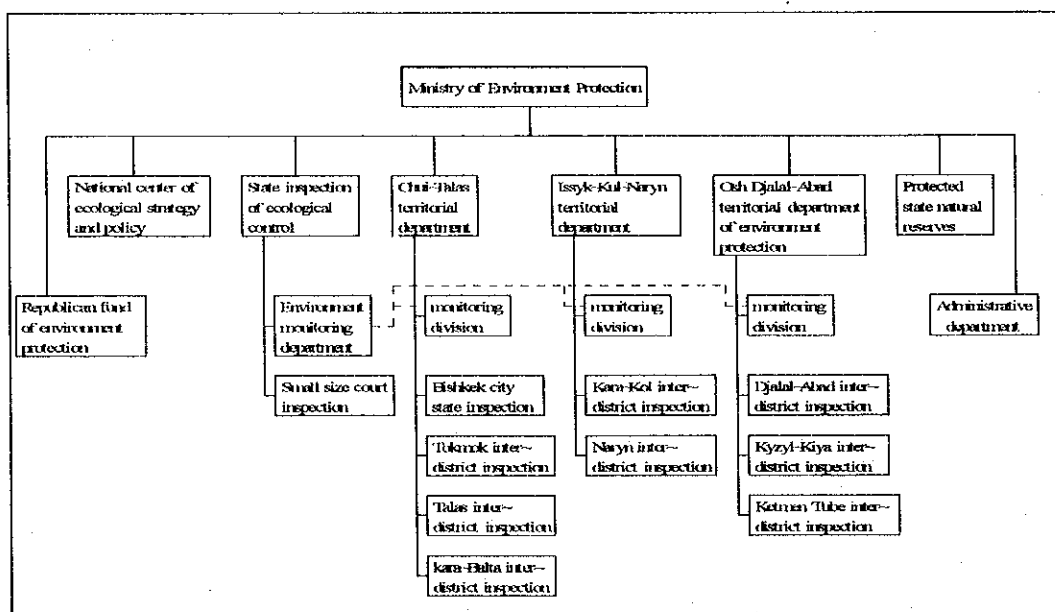 Ministry of Environment Protection
National center of
ecological strategy
and policy
State inspection
of ecological
control
Chui-Talas
territorial
department
Issyk-Kul-Naryn
territorial
department
Osh Djalal-Abad
territorial department
of environment
protection
Protected
state natural
reserves
Republican fund
of environment
protection
Environment
monitoring
department
monitoring
division
monitoring
division
monitoring
division
Administrative
department
Small size court
inspection
Bishkek city
state inspection
Kara-Kol inter-
district inspection
Djalal-Abad inter-
district inspection
Tokmok inter-
district inspection
Naryn inter-
district inspection
Kyzyl-Kiya inter-
district inspection
Talas inter-
district inspection
Ketmen Tube inter-
district inspection
kara-Balta inter-
district inspection